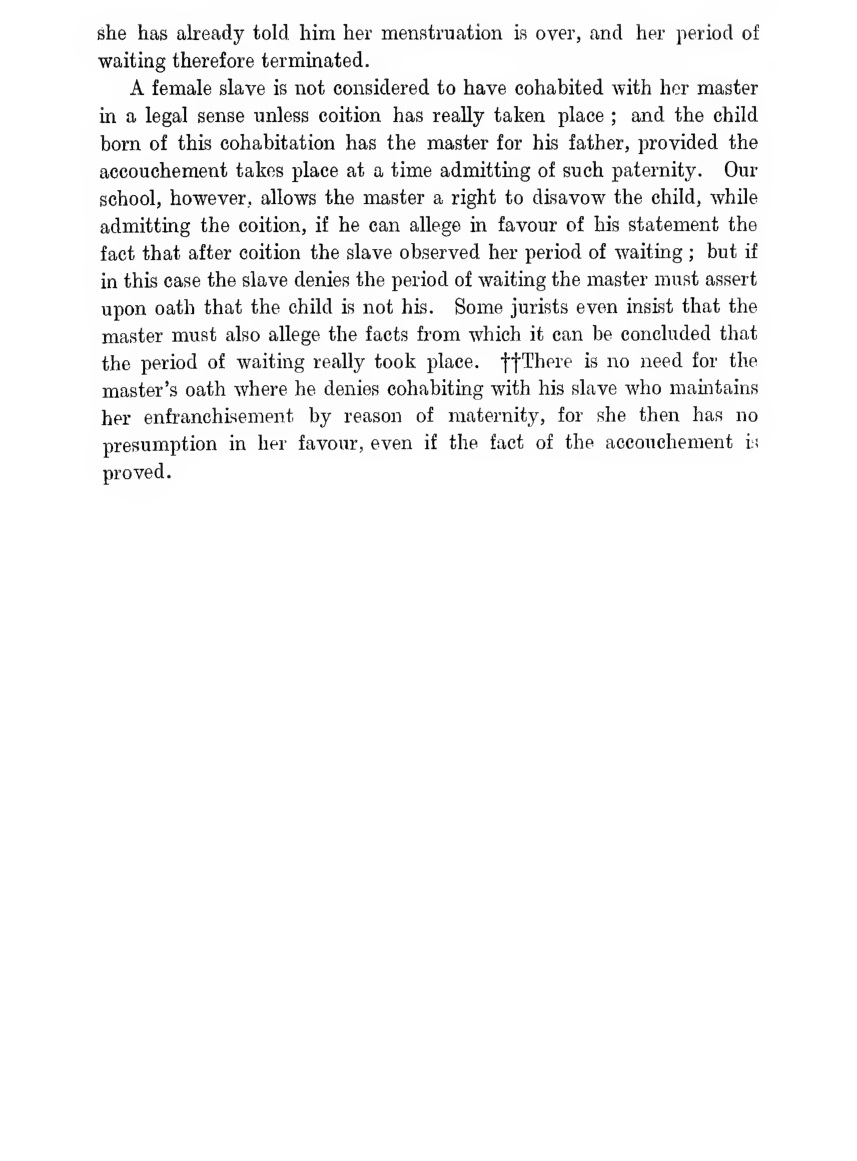 she has already told him her menstruation is over, and her period of
waiting therefore terminated.
A female slave is not considered to have cohabited with her master
in a legal sense unless coition has really taken place ; and the child
born of this cohabitation has the master for his father, provided the
accouchement takes place at a time admitting of such paternity. Our
school, however, allows the master a right to disavow the child, while
admitting the coition, if he can allege in favour of his statement the
fact that after coition the slave observed her period of waiting ; but if
in this case the slave denies the period of waiting the master must assert
upon oath that the child is not his. Some jurists even insist that the
master must also allege the facts from which it can be concluded that
the period of waiting really took place. ††There is no need for the
master's oath where he denies cohabiting with his slave who maintains
her enfranchisement by reason of maternity, for she then has no
presumption in her favour, even if the fact of the accouchement is
proved.